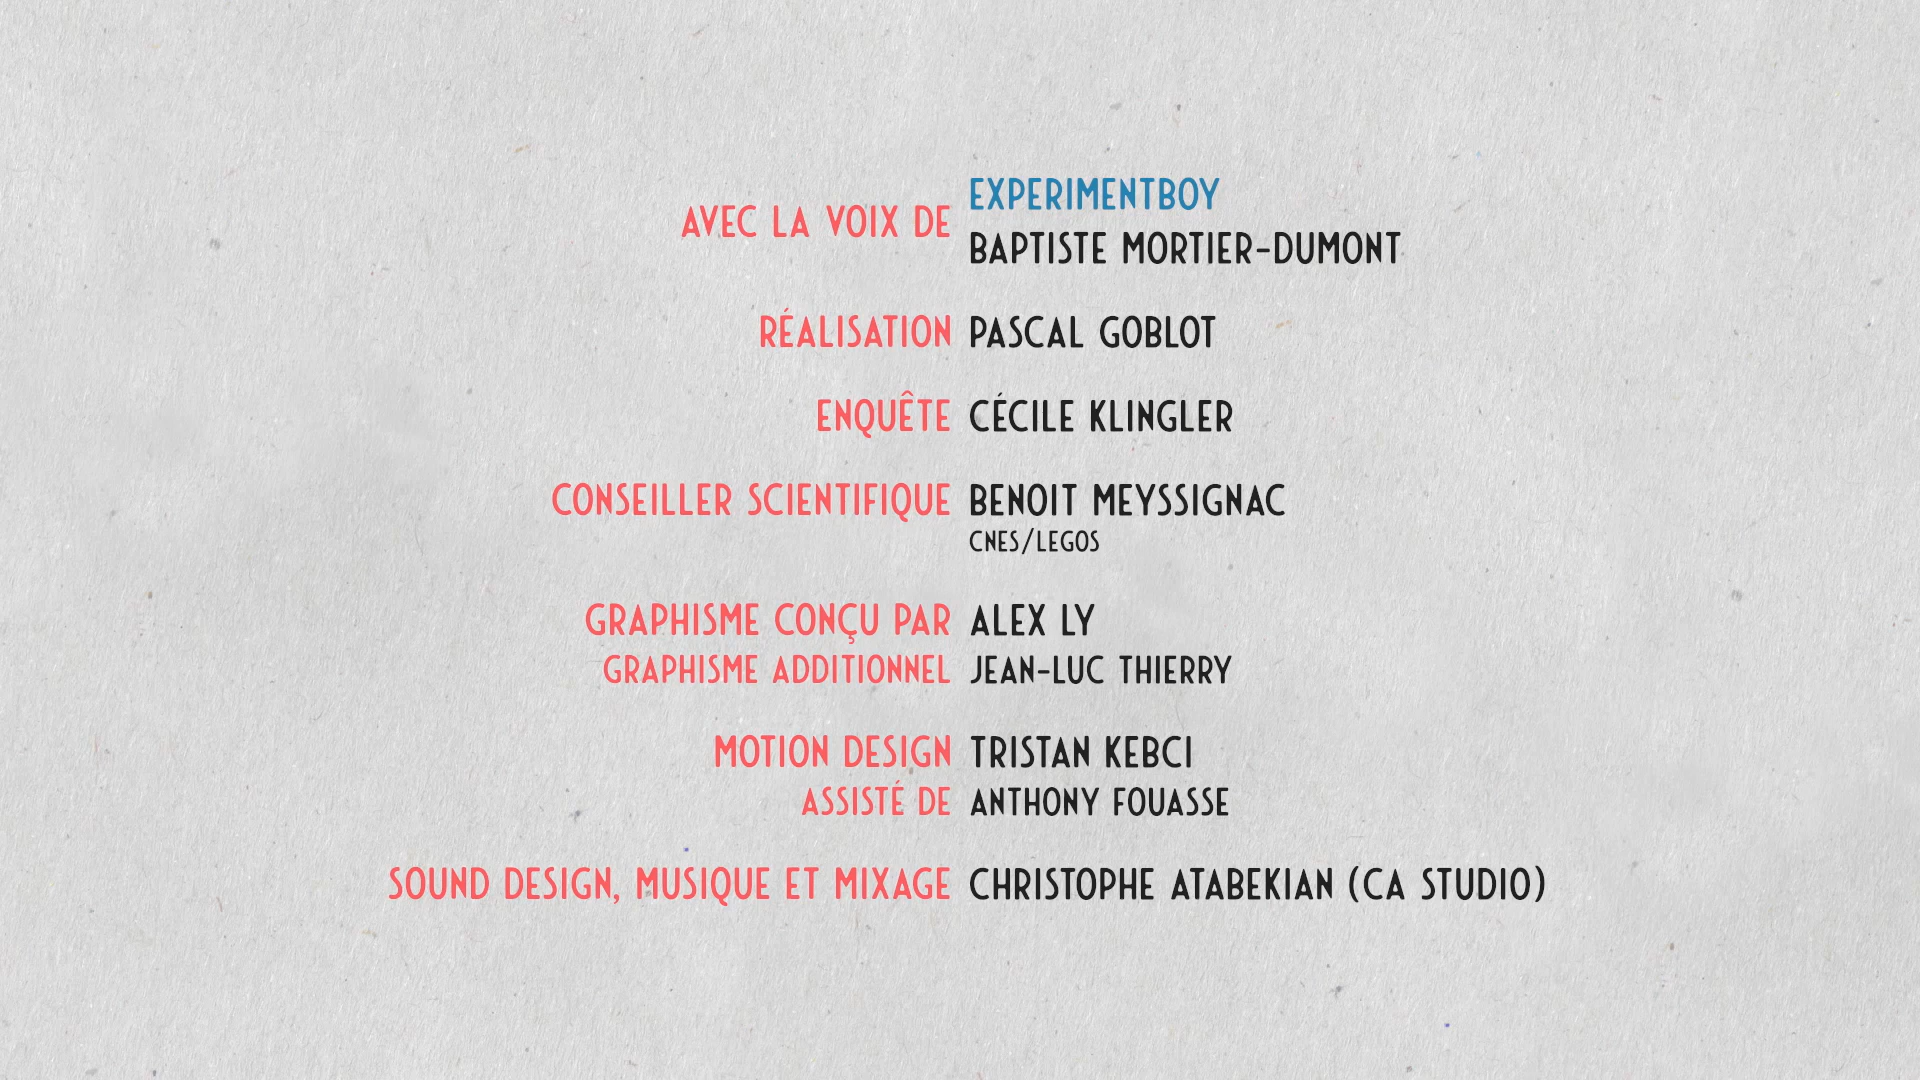 AVEC LA VOIX DE EXPERIMENTBOY
BAPTISTE MORTIER-DUMONT
RÉALISATION PASCAL GOBLOT
ENQUÊTE CÉCILE KLINGLER
CONSEILLER SCIENTIFIQUE BENOIT MEYSSIGNAC
CNES/LEGOS
GRAPHISME CONÇU PAR ALEX LY
GRAPHISME ADDITIONNEL JEAN-LUC THIERRY
MOTION DESIGN TRISTAN KEBCI
ASSISTÉ DE ANTHONY FOUASSE
SOUND DESIGN, MUSIQUE ET MIXAGE CHRISTOPHE ATABEKIAN (CA STUDIO)